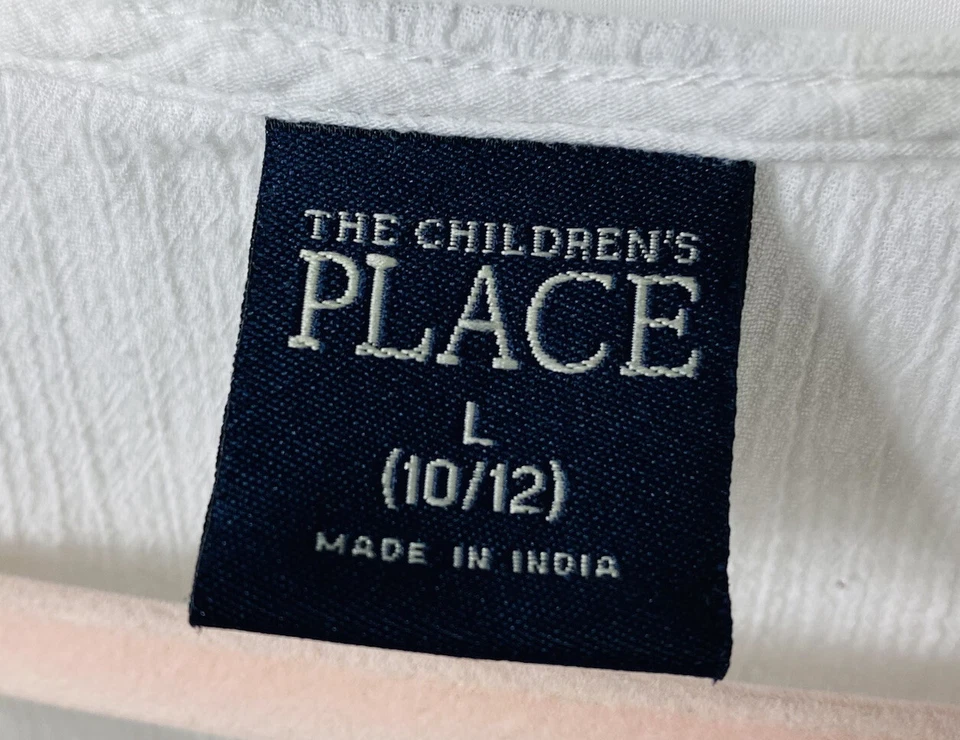 THE CHILDREN'S
PLACE
L
(10/12)
MADE IN INDIA